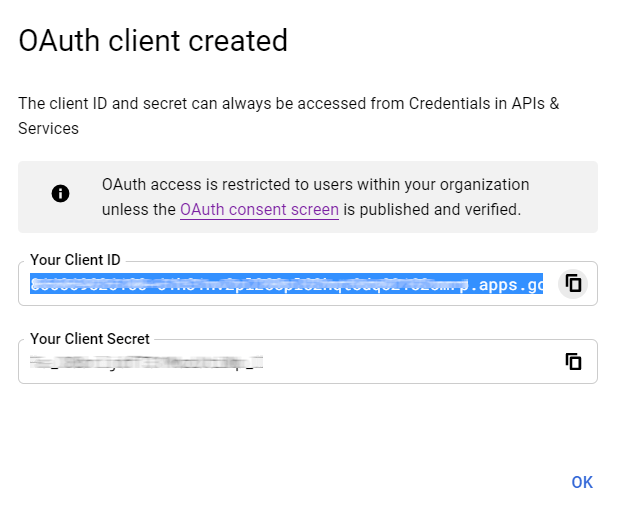 OAuth client created
The client ID and secret can always be accessed from Credentials in APIs &
Services
OAuth access is restricted to users within your organization
unless the OAuth consent screen is published and verified.
Your Client ID
.apps.go
Your Client Secret
OK